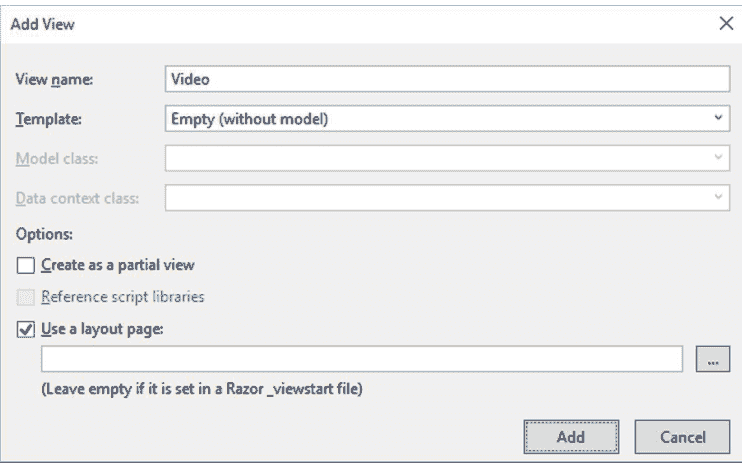 Add View
View name: Video
Template: Empty (without model)
Model class:
Data context class:
Options:
Create as a partial view
Reference script libraries
Use a layout page:
...
(Leave empty if it is set in a Razor _viewstart file)
Add Cancel